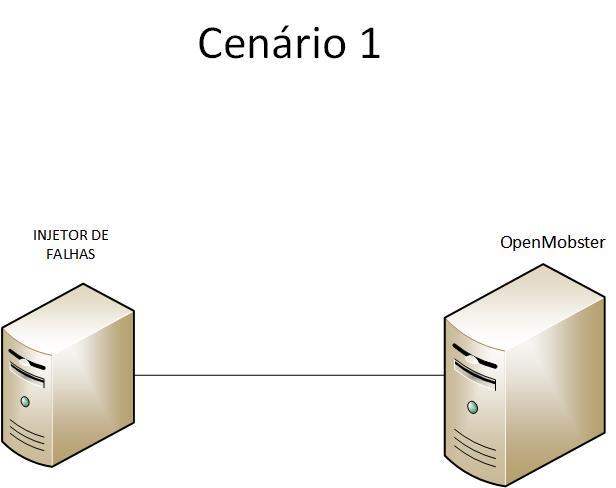 Cenário 1
INJETOR DE
FALHAS
OpenMobster